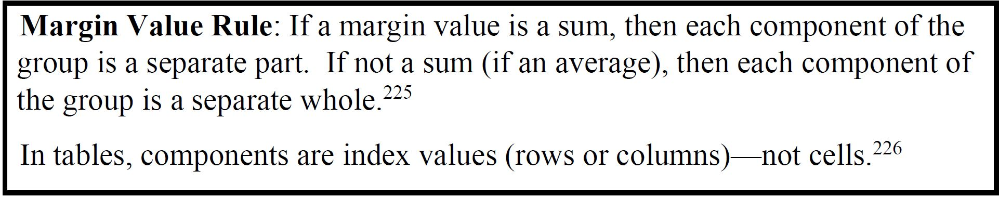 Margin Value Rule: If a margin value is a sum, then each component of the
group is a separate part.  If not a sum (if an average), then each component of
the group is a separate whole.225
In tables, components are index values (rows or columns)—not cells.226